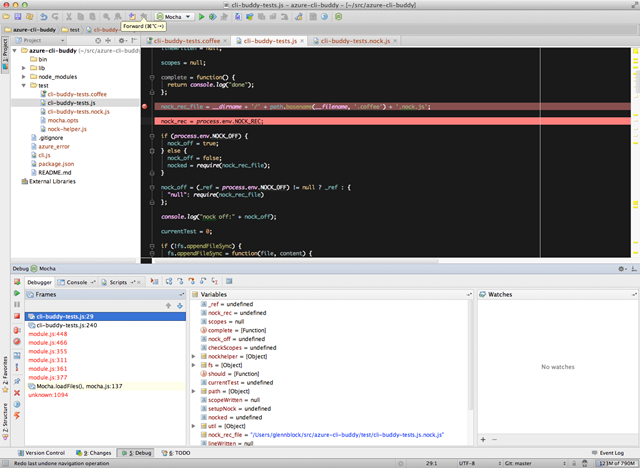 cli-buddy-tests.js - azure-cli-buddy - [~/src/azure-cli-buddy]
Mocha
Forward (⌘⌥→)
azure-cli-buddy
test
cli-buddy-tests.js
1: Project
Project
cli-buddy-tests.coffee
cli-buddy-tests.js
cli-buddy-tests.nock.js
azure-cli-buddy (~/src/azure-cli-buddy)
bin
lib
node_modules
test
cli-buddy-tests.coffee
cli-buddy-tests.js
cli-buddy-tests.nock.js
mocha.opts
nock-helper.js
.gitignore
azure_error
cli.js
package.json
README.md
External Libraries
lineWritten = null;
scopes = null;
complete = function() {
return console.log("done");
};
nock_rec_file = __dirname + '/' + path.basename(__filename, '.coffee') + '.nock.js';
nock_rec = process.env.NOCK_REC;
if (process.env.NOCK_OFF) {
nock_off = true;
} else {
nock_off = false;
nocked = require(nock_rec_file);
}
nock_off = (_ref = process.env.NOCK_OFF) != null ? _ref : {
"null": require(nock_rec_file)
};
console.log("nock off:" + nock_off);
currentTest = 0;
if (!fs.appendFileSync) {
fs.appendFileSync = function(file, content) {
Debug Mocha
Debugger
Console
Scripts
Frames
cli-buddy-tests.js:29
cli-buddy-tests.js:240
module.js:448
module.js:466
module.js:355
module.js:311
module.js:361
module.js:377
Mocha.loadFiles(), mocha.js:137
unknown:1094
Variables
_ref = undefined
nock_rec = undefined
scopes = null
complete = [Function]
nock_off = undefined
checkScopes = undefined
nockhelper = [Object]
fs = [Object]
should = [Function]
currentTest = undefined
path = [Object]
scopeWritten = null
setupNock = undefined
nocked = undefined
util = [Object]
nock_rec_file = "/Users/glennblock/src/azure-cli-buddy/test/cli-buddy-tests.js.nock.js"
lineWritten = null
Watches
No watches
2: Favorites
7: Structure
Version Control
9: Changes
5: Debug
6: TODO
Event Log
Redo last undone navigation operation
29:1
UTF-8
Git: master
123M of 790M